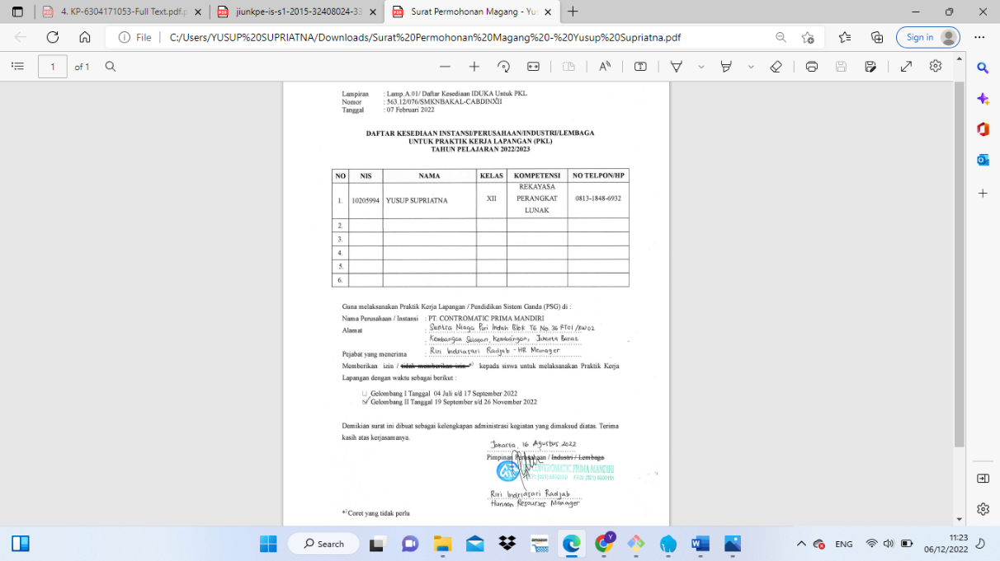 4. KP-6304171053-Full Text.pdf.p
jiunkpe-is-s1-2015-32408024-33
Surat Permohonan Magang - Yus
File
C:/Users/YUSUP%20SUPRIATNA/Downloads/Surat%20Permohonan%20Magang%20-%20Yusup%20Supriatna.pdf
Sign in
1 of 1
Lampiran : Lamp.A.01/ Daftar Kesediaan IDUKA Untuk PKL
Nomor : 563.12/076/SMKNBAKAL-CABDINXII
Tanggal : 07 Februari 2022
DAFTAR KESEDIAAN INSTANSI/PERUSAHAAN/INDUSTRI/LEMBAGA
UNTUK PRAKTIK KERJA LAPANGAN (PKL)
TAHUN PELAJARAN 2022/2023
NO NIS NAMA KELAS KOMPETENSI NO TELPON/HP
1. 10205994 YUSUP SUPRIATNA XII REKAYASA PERANGKAT LUNAK 0813-1848-6932
2.
3.
4.
5.
6.
Guna melaksanakan Praktik Kerja Lapangan / Pendidikan Sistem Ganda (PSG) di :
Nama Perusahaan / Instansi : PT. CONTROMATIC PRIMA MANDIRI
Alamat : Sentra Niaga Puri Indah Blok T6 No. 36 RT01/RW02
: Kembangan Selatan, Kembangan, Jakarta Barat
Pejabat yang menerima : Riri Indriasari Radjab - HR Manager
Memberikan izin / tidak memberikan izin *) kepada siswa untuk melaksanakan Praktik Kerja
Lapangan dengan waktu sebagai berikut :
Gelombang I Tanggal 04 Juli s/d 17 September 2022
Gelombang II Tanggal 19 September s/d 26 November 2022
Demikian surat ini dibuat sebagai kelengkapan administrasi kegiatan yang dimaksud diatas. Terima
kasih atas kerjasamanya.
Jakarta, 16 Agustus 2022
Pimpinan Perusahaan / Industri / Lembaga
CONTROMATIC PRIMA MANDIRI
Riri Indriasari Radjab
Human Resourses Manager
*) Coret yang tidak perlu
Search
amazon
Y
ENG
11:23
06/12/2022